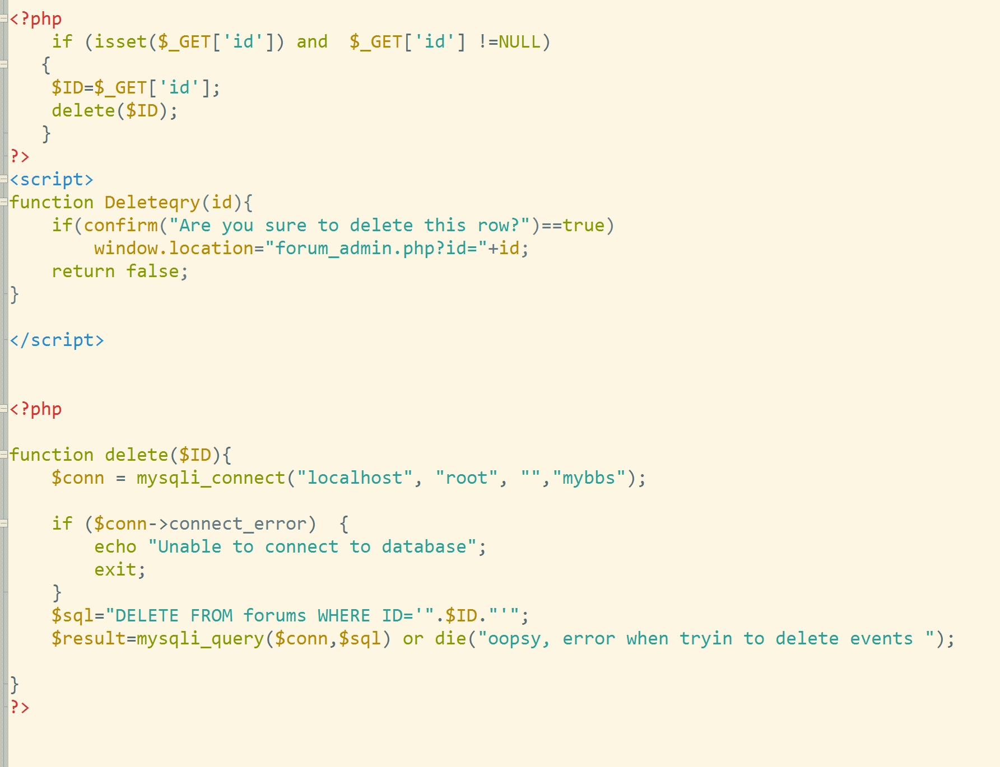 <?php
    if (isset($_GET['id']) and  $_GET['id'] !=NULL)
   {
    $ID=$_GET['id'];
    delete($ID);
   }
?>
<script>
function Deleteqry(id){
    if(confirm("Are you sure to delete this row?")==true)
        window.location="forum_admin.php?id="+id;
    return false;
}
</script>
<?php
function delete($ID){
    $conn = mysqli_connect("localhost", "root", "","mybbs");
    if ($conn->connect_error)  {
        echo "Unable to connect to database";
        exit;
    }
    $sql="DELETE FROM forums WHERE ID='".$ID."'";
    $result=mysqli_query($conn,$sql) or die("oopsy, error when tryin to delete events ");
}
?>